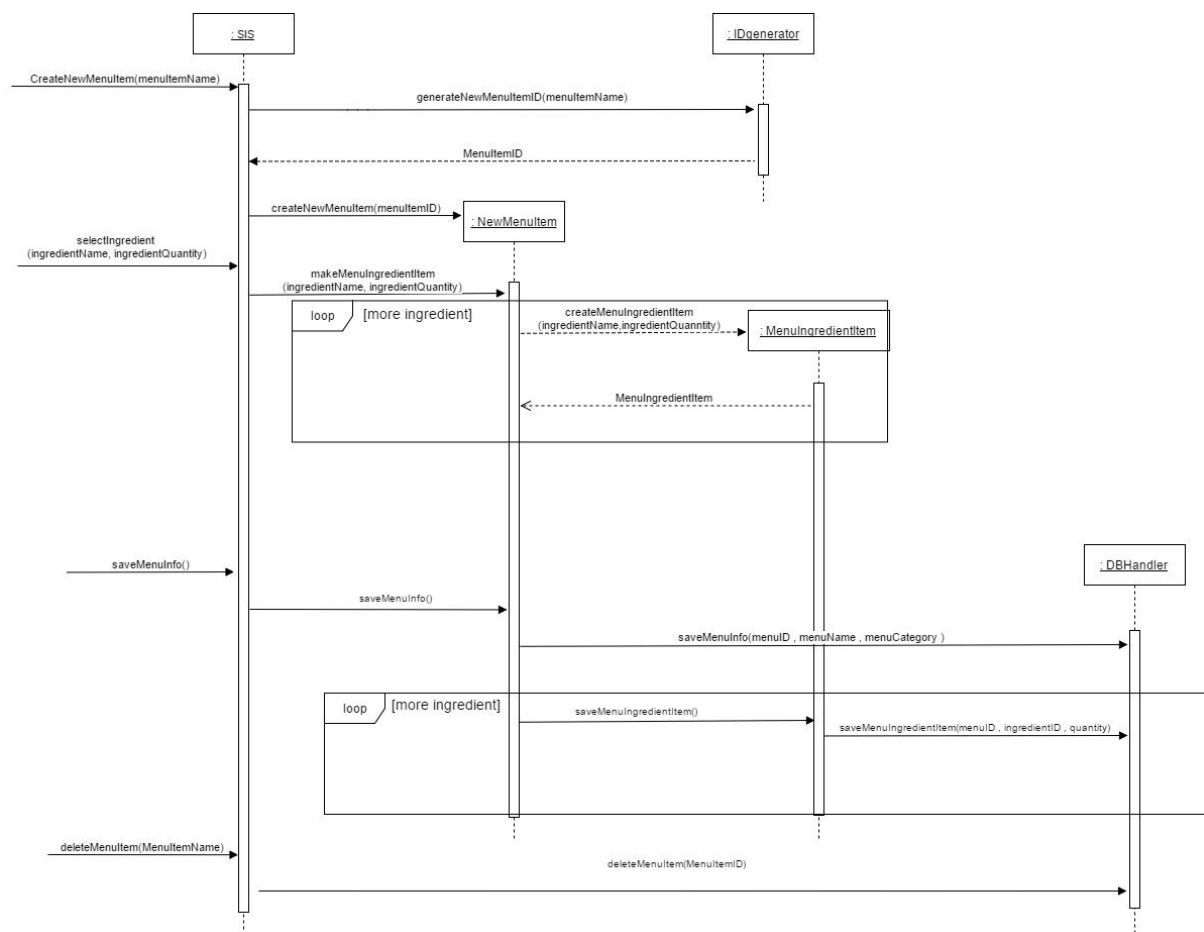 : SIS
: IDgenerator
CreateNewMenuItem(menuItemName)
generateNewMenuItemID(menuItemName)
MenuItemID
createNewMenuItem(menuItemID)
: NewMenuItem
selectIngredient
(ingredientName, ingredientQuantity)
makeMenuIngredientItem
(ingredientName, ingredientQuantity)
loop
[more ingredient]
createMenuIngredientItem
(ingredientName,ingredientQuanntity)
: MenuIngredientItem
MenuIngredientItem
saveMenuInfo()
: DBHandler
saveMenuInfo()
saveMenuInfo(menuID , menuName , menuCategory )
loop
[more ingredient]
saveMenuIngredientItem()
saveMenuIngredientItem(menuID , ingredientID , quantity)
deleteMenuItem(MenuItemName)
deleteMenuItem(MenuItemID)